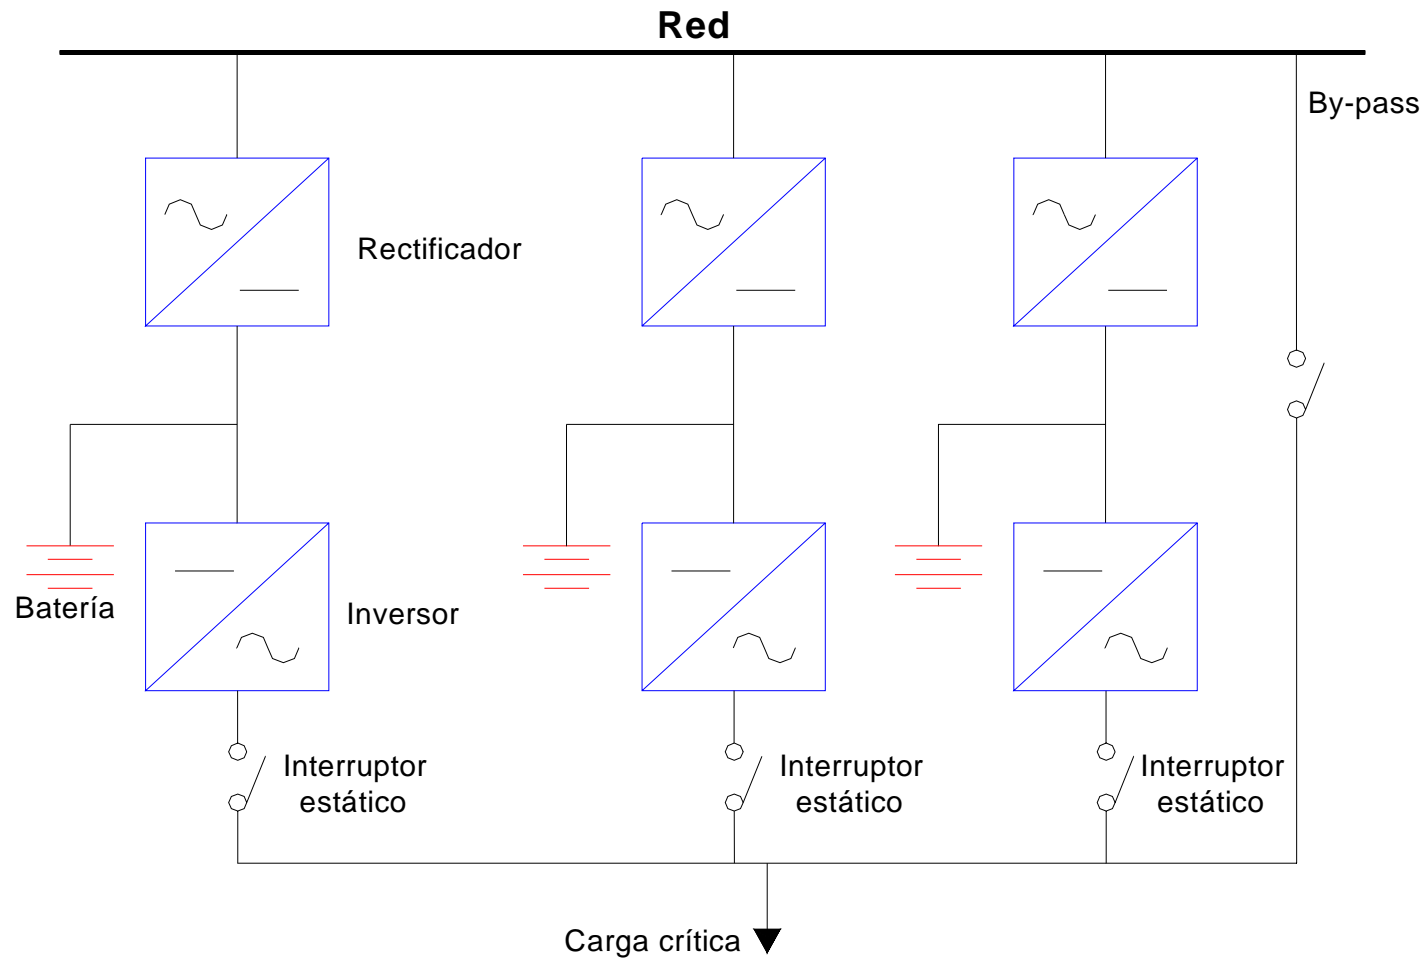 Red
By-pass
Rectificador
Batería
Inversor
Interruptor
estático
Interruptor
estático
Interruptor
estático
Carga crítica